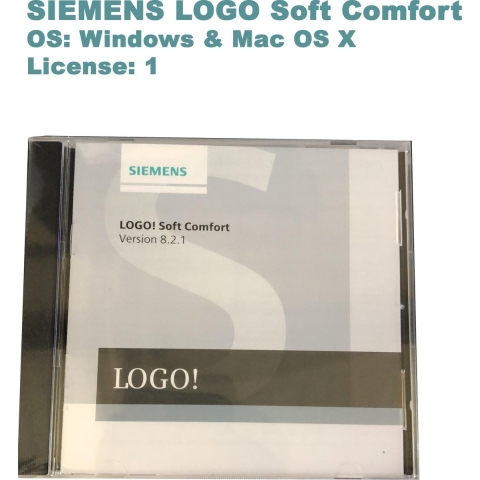 SIEMENS LOGO Soft Comfort
OS: Windows & Mac OS X
License: 1
SIEMENS
LOGO! Soft Comfort
Version 8.2.1
LOGO!